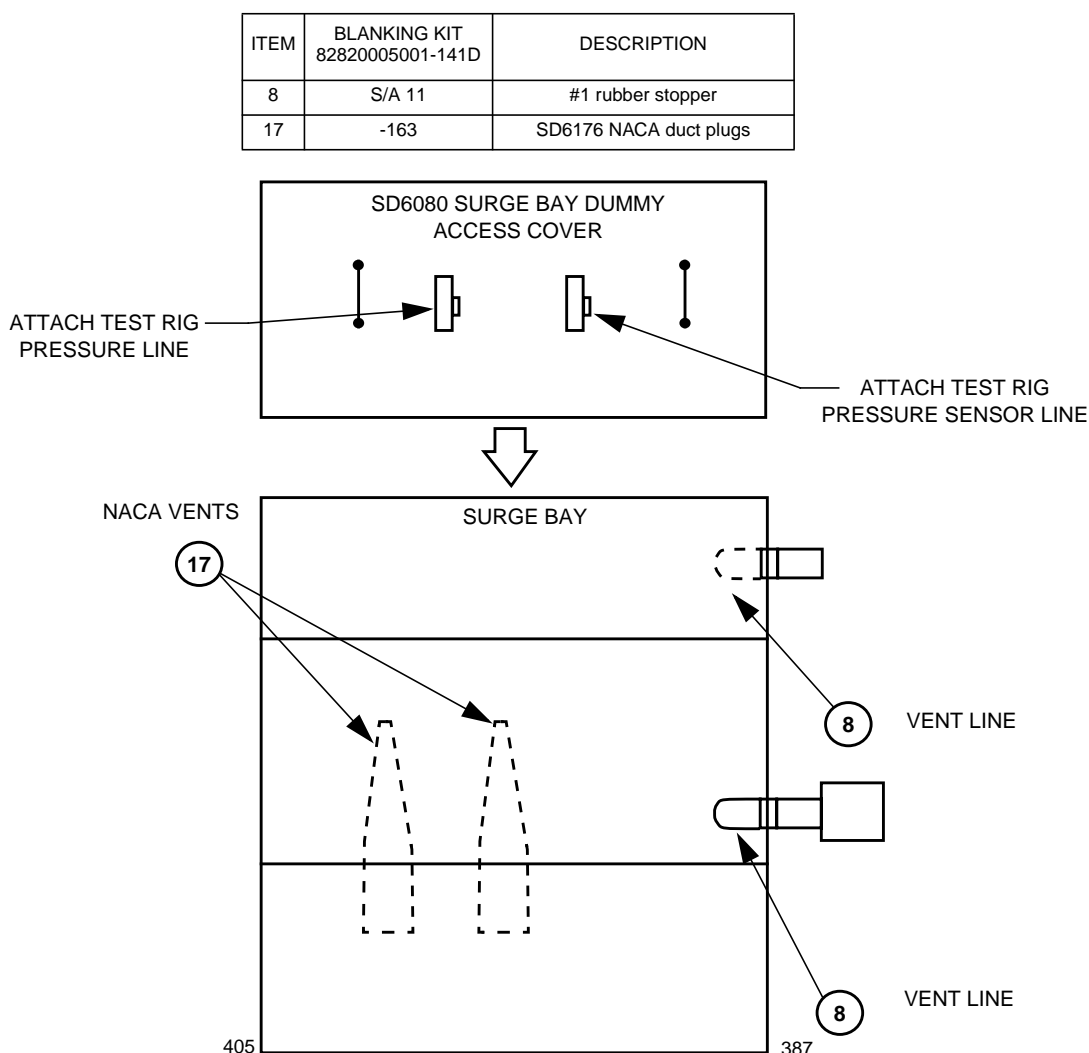 ITEM
BLANKING KIT
82820005001-141D
DESCRIPTION
8
S/A 11
#1 rubber stopper
17
-163
SD6176 NACA duct plugs
SD6080 SURGE BAY DUMMY
ACCESS COVER
ATTACH TEST RIG
PRESSURE LINE
ATTACH TEST RIG
PRESSURE SENSOR LINE
NACA VENTS
SURGE BAY
17
8
VENT LINE
8
VENT LINE
405
387